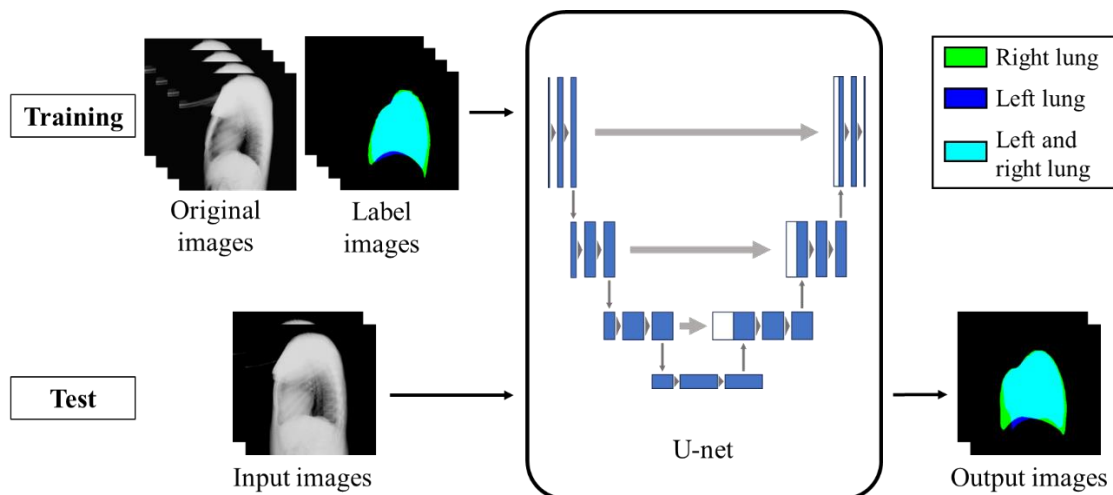 Training
Original
images
Label
images
Right lung
Left lung
Left and
right lung
Test
Input images
U-net
Output images